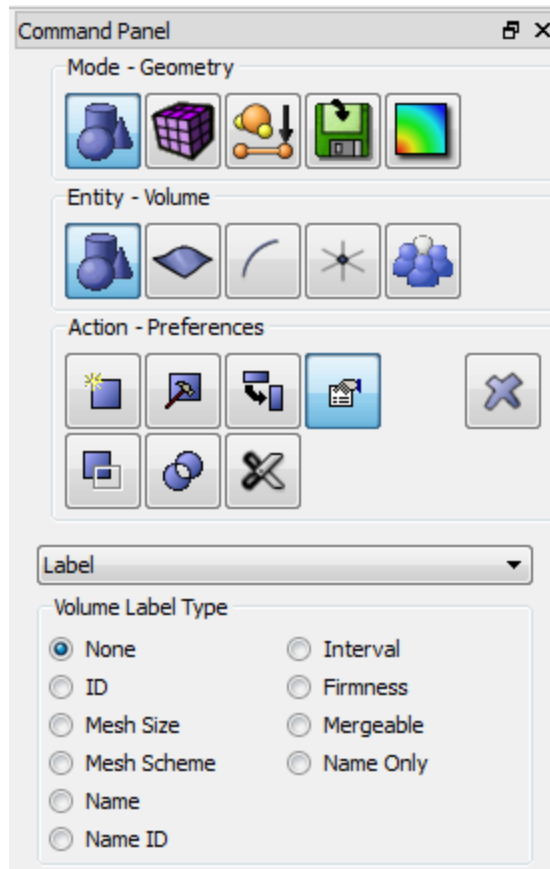 Command Panel
Mode - Geometry
Entity - Volume
Action - Preferences
Label
Volume Label Type
None
Interval
ID
Firmness
Mesh Size
Mergeable
Mesh Scheme
Name Only
Name
Name ID